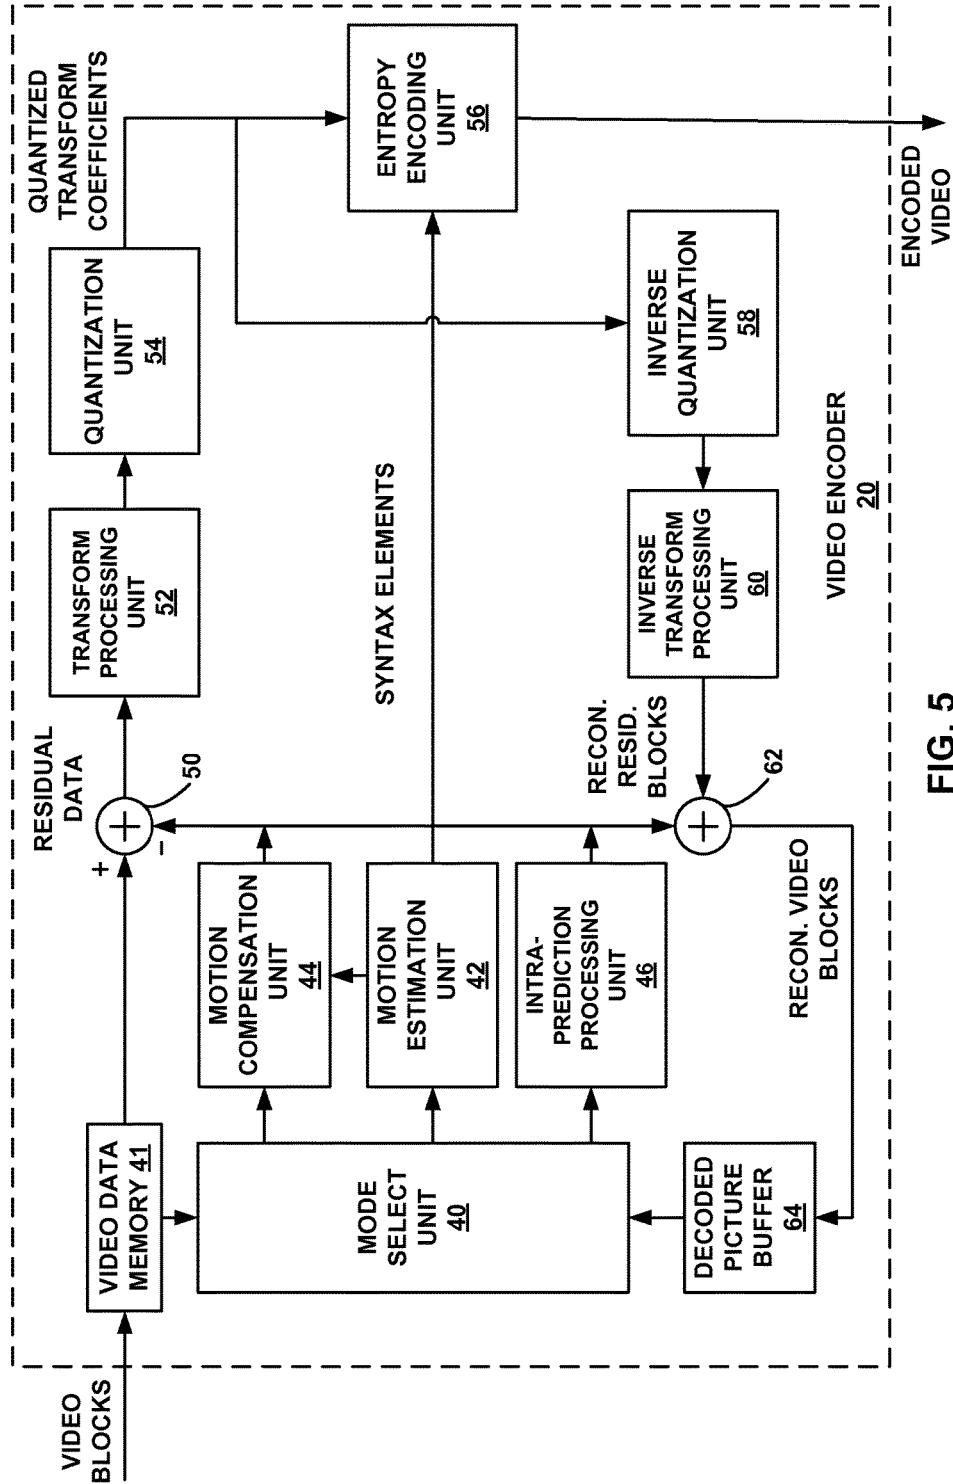 VIDEO
BLOCKS
VIDEO DATA
MEMORY 41
+
-
RESIDUAL
DATA
50
TRANSFORM
PROCESSING
UNIT
52
QUANTIZATION
UNIT
54
QUANTIZED
TRANSFORM
COEFFICIENTS
MODE
SELECT
UNIT
40
MOTION
COMPENSATION
UNIT
44
MOTION
ESTIMATION
UNIT
42
INTRA-
PREDICTION
PROCESSING
UNIT
46
SYNTAX ELEMENTS
ENTROPY
ENCODING
UNIT
56
DECODED
PICTURE
BUFFER
64
RECON. VIDEO
BLOCKS
RECON.
RESID.
BLOCKS
62
INVERSE
TRANSFORM
PROCESSING
UNIT
60
INVERSE
QUANTIZATION
UNIT
58
VIDEO ENCODER
20
ENCODED
VIDEO
FIG. 5